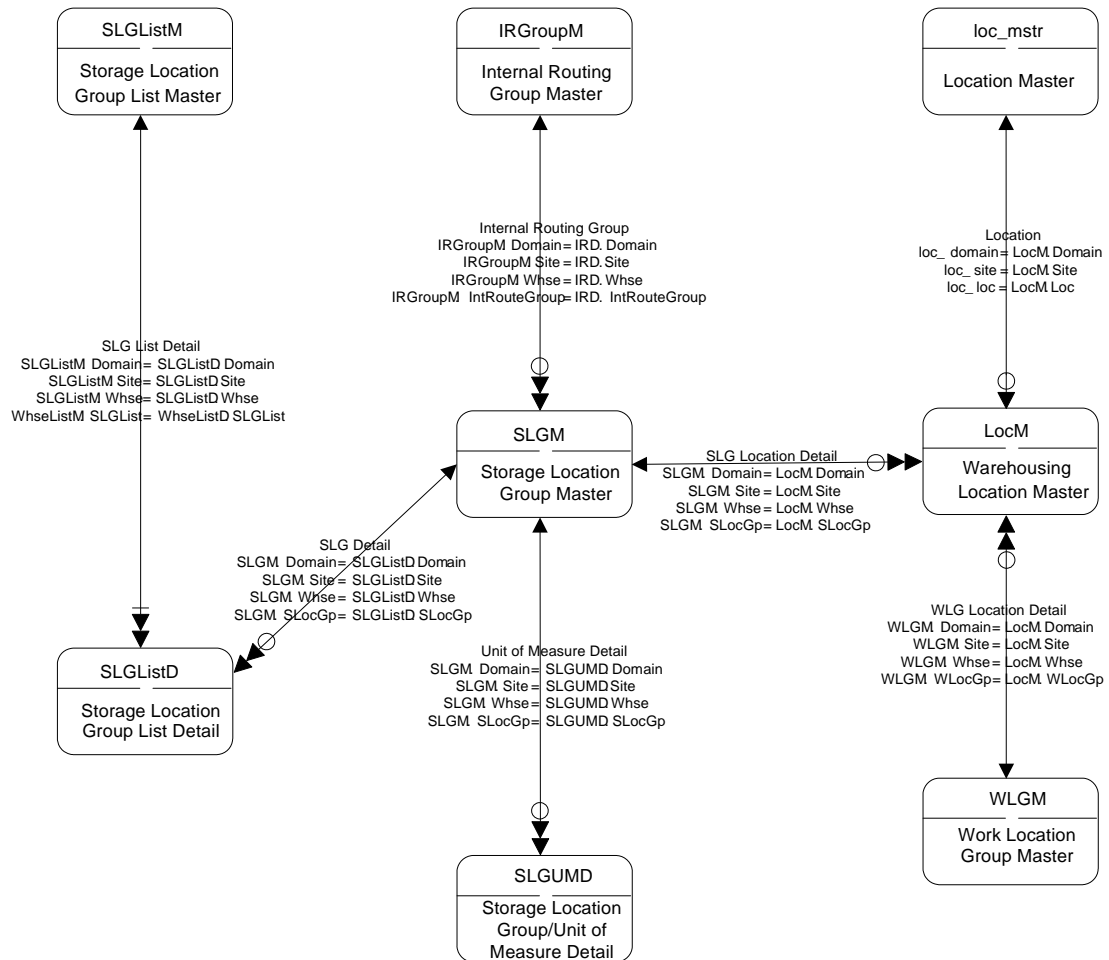 SLGListM
Storage Location
Group List Master
IRGroupM
Internal Routing
Group Master
loc_mstr
Location Master
Internal Routing Group
IRGroupM. Domain= IRD. Domain
IRGroupM. Site= IRD. Site
IRGroupM. Whse= IRD. Whse
IRGroupM. IntRouteGroup= IRD. IntRouteGroup
Location
loc_ domain= LocM. Domain
loc_ site= LocM. Site
loc_ loc = LocM. Loc
SLG List Detail
SLGListM. Domain= SLGListD. Domain
SLGListM. Site= SLGListD. Site
SLGListM. Whse= SLGListD. Whse
WhseListM. SLGList= WhseListD. SLGList
SLGM
Storage Location
Group Master
SLG Location Detail
SLGM. Domain= LocM. Domain
SLGM. Site= LocM. Site
SLGM. Whse= LocM. Whse
SLGM. SLocGp= LocM. SLocGp
LocM
Warehousing
Location Master
SLG Detail
SLGM. Domain= SLGListD. Domain
SLGM. Site= SLGListD. Site
SLGM. Whse= SLGListD. Whse
SLGM. SLocGp= SLGListD. SLocGp
WLG Location Detail
WLGM. Domain= LocM. Domain
WLGM. Site= LocM. Site
WLGM. Whse= LocM. Whse
WLGM. WLocGp= LocM. WLocGp
Unit of Measure Detail
SLGM. Domain= SLGUMD. Domain
SLGM. Site= SLGUMD. Site
SLGM. Whse= SLGUMD. Whse
SLGM. SLocGp= SLGUMD. SLocGp
SLGListD
Storage Location
Group List Detail
WLGM
Work Location
Group Master
SLGUMD
Storage Location
Group/Unit of
Measure Detail